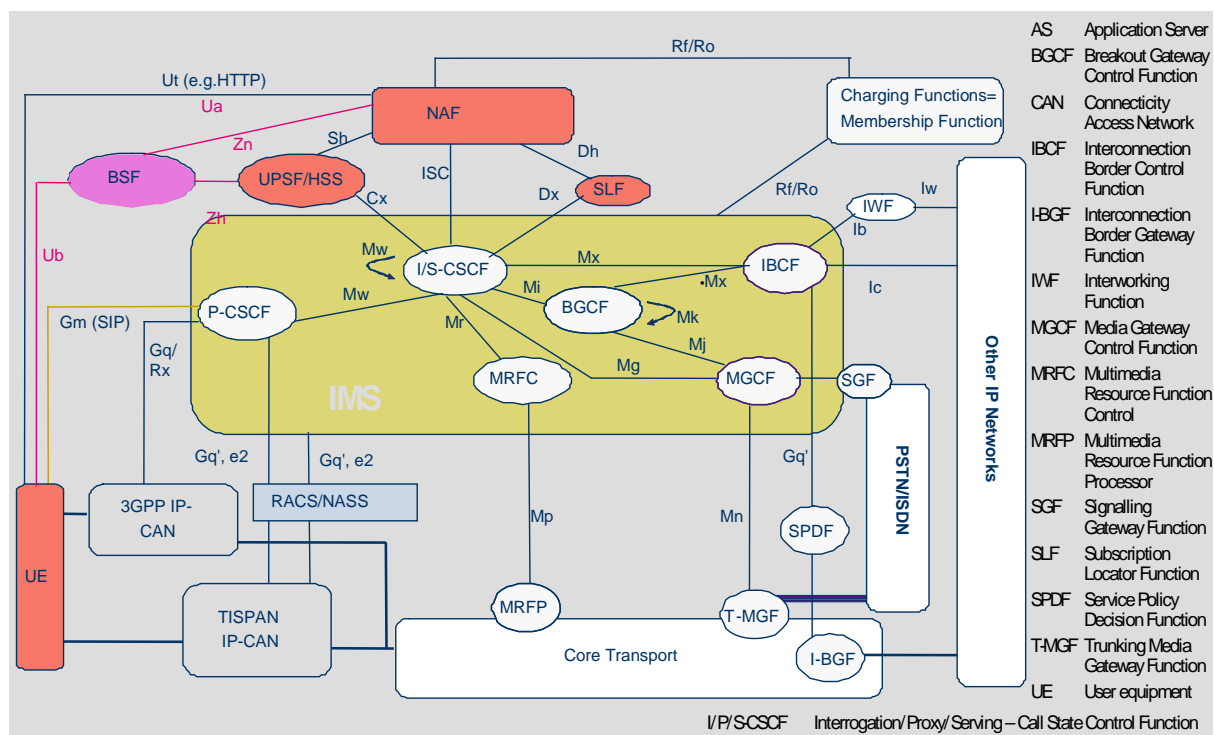 Rf/Ro
Ut (e.g.HTTP)
Ua
NAF
Charging Functions=
Membership Function
Zn
Sh
Dh
ISC
BSF
UPSF/HSS
SLF
Cx
Dx
Rf/Ro
IWF
Iw
Zh
Ib
Ub
Mw
I/S-CSCF
Mx
IBCF
Mw
Mi
Mx
Ic
P-CSCF
BGCF
Gm (SIP)
Mr
Mk
Gq/
Rx
Mj
Mg
MRFC
MGCF
SGF
IMS
Other IP Networks
PSTN/ISDN
Gq', e2
Gq', e2
Gq'
RACS/NASS
3GPP IP-
CAN
Mp
Mn
SPDF
UE
TISPAN
IP-CAN
MRFP
T-MGF
Core Transport
I-BGF
AS Application Server
BGCF Breakout Gateway
Control Function
CAN Connecticity
Access Network
IBCF Interconnection
Border Control
Function
I-BGF Interconnection
Border Gateway
Function
IWF Interworking
Function
MGCF Media Gateway
Control Function
MRFC Multimedia
Resource Function
Control
MRFP Multimedia
Resource Function
Processor
SGF Signalling
Gateway Function
SLF Subscription
Locator Function
SPDF Service Policy
Decision Function
T-MGF Trunking Media
Gateway Function
UE User equipment
I/P/S-CSCF Interrogation/Proxy/Serving – Call State Control Function